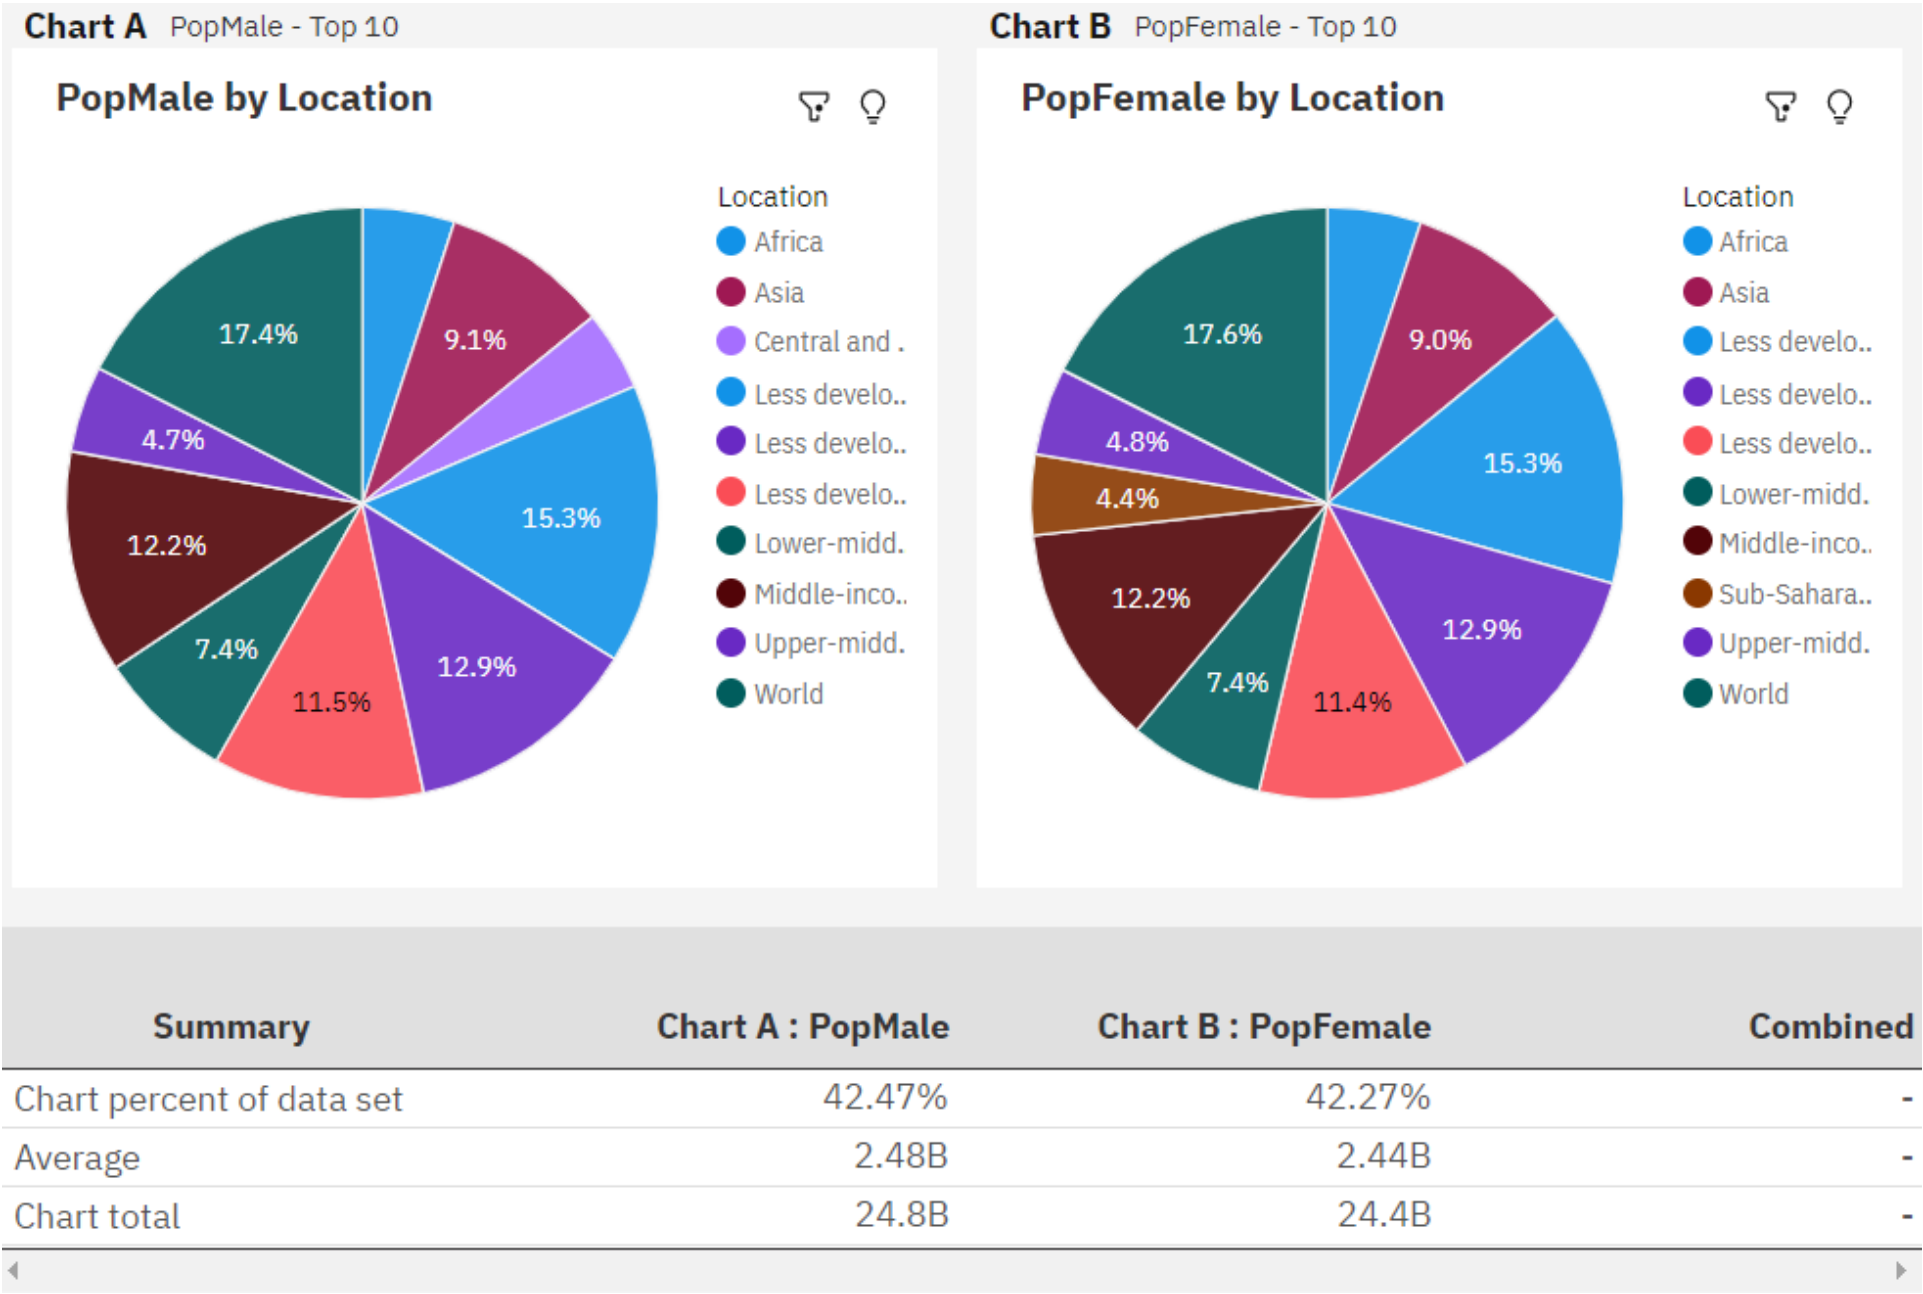 Chart A PopMale - Top 10
PopMale by Location
Location
Africa
Asia
Central and .
Less develo..
Less develo..
Less develo..
Lower-midd.
Middle-inco..
Upper-midd.
World
17.4%
9.1%
4.7%
15.3%
12.2%
7.4%
12.9%
11.5%
Chart B PopFemale - Top 10
PopFemale by Location
Location
Africa
Asia
Less develo..
Less develo..
Less develo..
Lower-midd.
Middle-inco..
Sub-Sahara..
Upper-midd.
World
17.6%
9.0%
4.8%
15.3%
4.4%
12.2%
12.9%
7.4%
11.4%
Summary Chart A : PopMale Chart B : PopFemale Combined
Chart percent of data set 42.47% 42.27% -
Average 2.48B 2.44B -
Chart total 24.8B 24.4B -